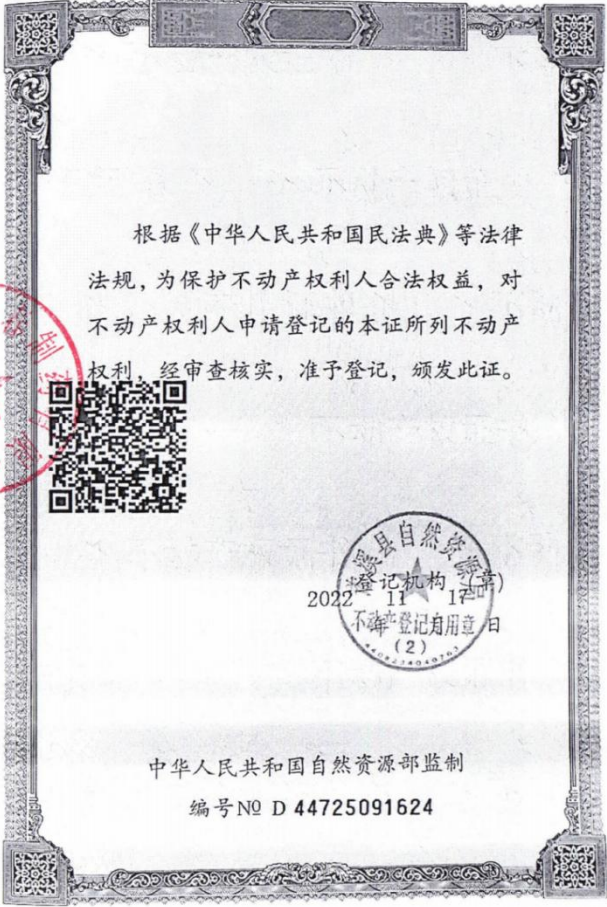 根据《中华人民共和国民法典》等法律
法规，为保护不动产权利人合法权益，对
不动产权利人申请登记的本证所列不动产
权利，经审查核实，准予登记，颁发此证。
制药有限
县自然资源局
登记机构（章）
2022 年 11 月 17 日
不动产登记专用章
（2）
4408234040763
中华人民共和国自然资源部监制
编号№ D 44725091624